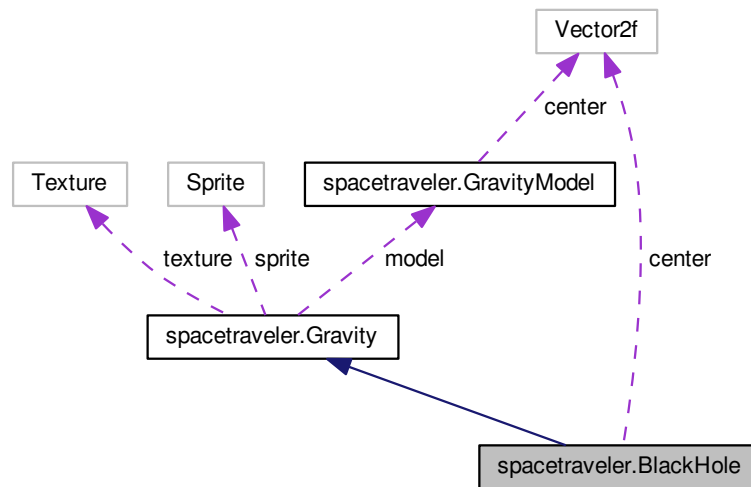 Vector2f
center
Texture
Sprite
spacetraveler.GravityModel
texture
sprite
model
center
spacetraveler.Gravity
spacetraveler.BlackHole